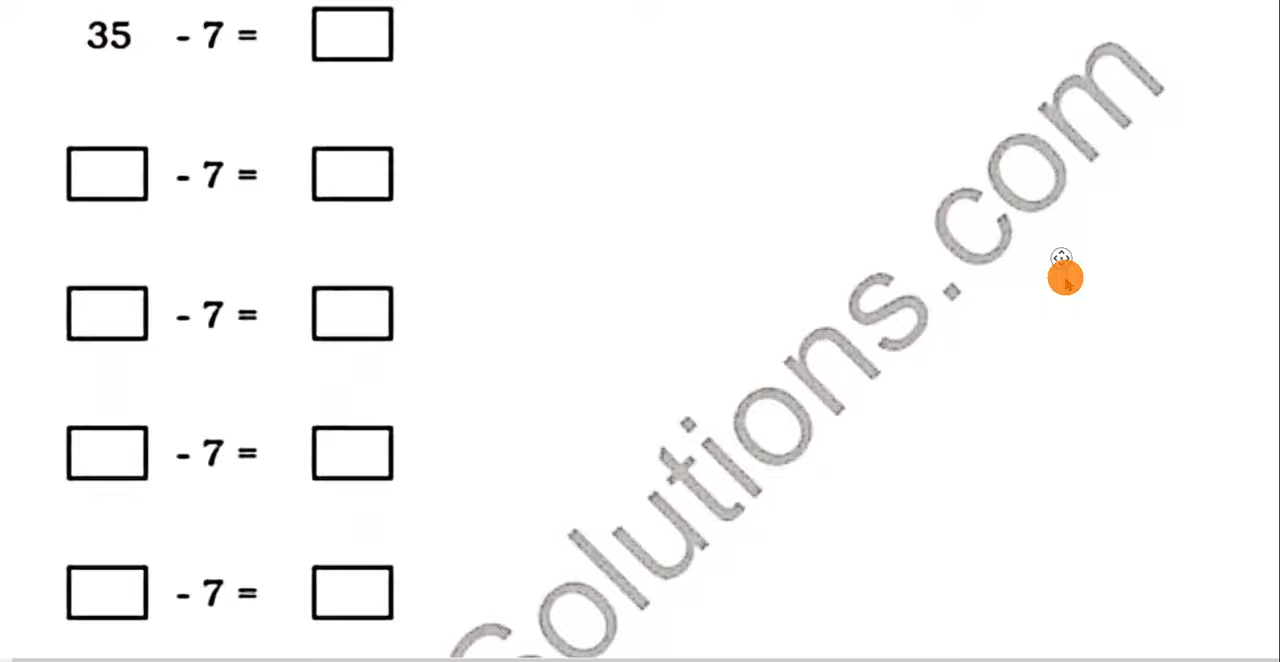 35 - 7 =
- 7 =
- 7 =
- 7 =
- 7 =
Solutions.com